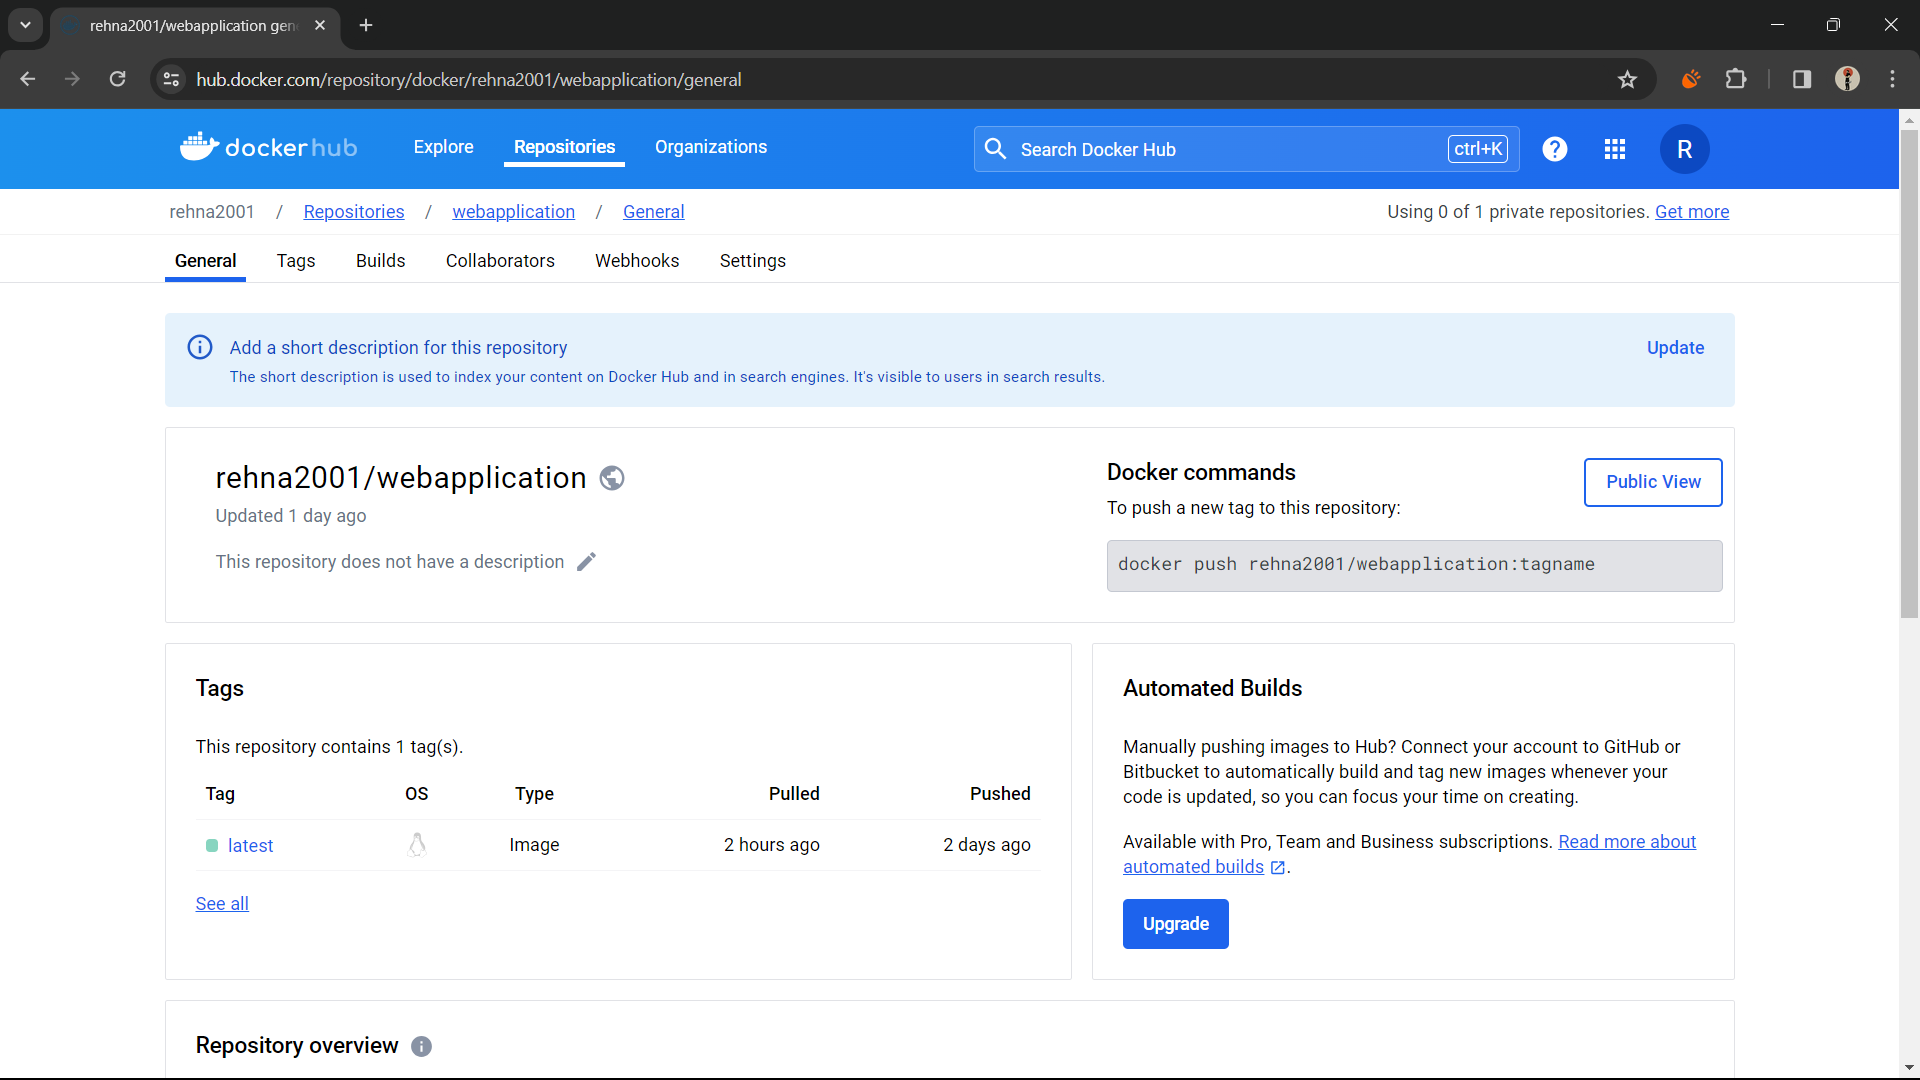 rehna2001/webapplication gen
hub.docker.com/repository/docker/rehna2001/webapplication/general
dockerhub
Explore
Repositories
Organizations
Search Docker Hub
ctrl+K
?
R
rehna2001 / Repositories / webapplication / General
Using 0 of 1 private repositories. Get more
General
Tags
Builds
Collaborators
Webhooks
Settings
Add a short description for this repository
Update
The short description is used to index your content on Docker Hub and in search engines. It's visible to users in search results.
rehna2001/webapplication
Updated 1 day ago
This repository does not have a description
Docker commands
Public View
To push a new tag to this repository:
docker push rehna2001/webapplication:tagname
Tags
This repository contains 1 tag(s).
Tag OS Type Pulled Pushed
latest Image 2 hours ago 2 days ago
See all
Automated Builds
Manually pushing images to Hub? Connect your account to GitHub or
Bitbucket to automatically build and tag new images whenever your
code is updated, so you can focus your time on creating.
Available with Pro, Team and Business subscriptions. Read more about
automated builds .
Upgrade
Repository overview